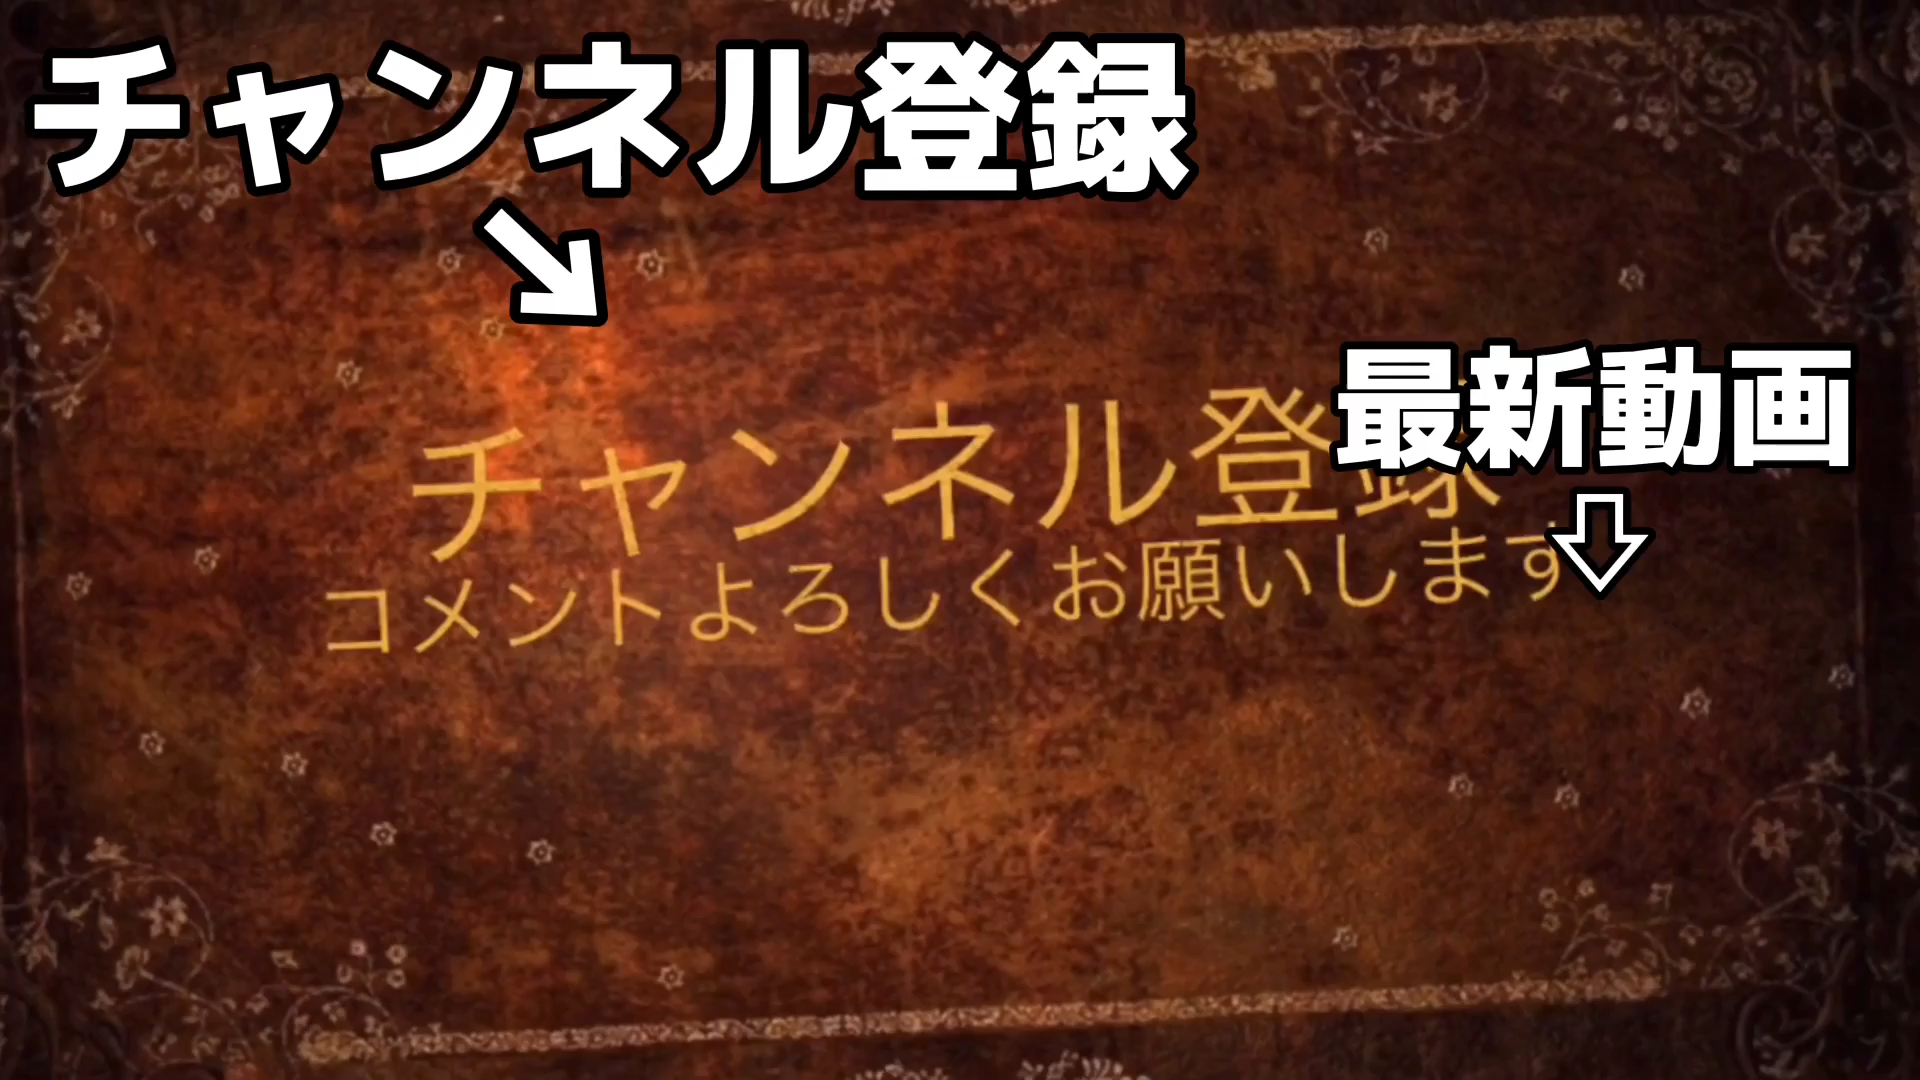 チャンネル登録
最新動画
チャンネル登録
コメントよろしくお願いします